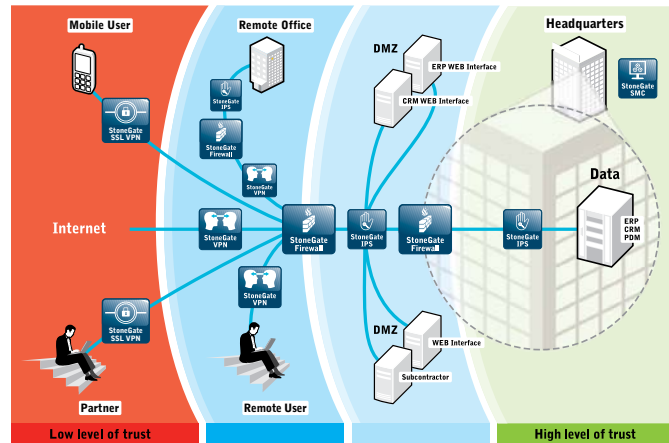 Mobile User
Remote Office
Headquarters
DMZ
ERP WEB Interface
CRM WEB Interface
StoneGate
SMC
StoneGate
IPS
StoneGate
SSL VPN
StoneGate
Firewall
StoneGate
VPN
Data
ERP
CRM
PDM
Internet
StoneGate
VPN
StoneGate
Firewall
StoneGate
IPS
StoneGate
Firewall
StoneGate
IPS
StoneGate
VPN
StoneGate
SSL VPN
DMZ
WEB Interface
Subcontractor
Partner
Remote User
Low level of trust
High level of trust